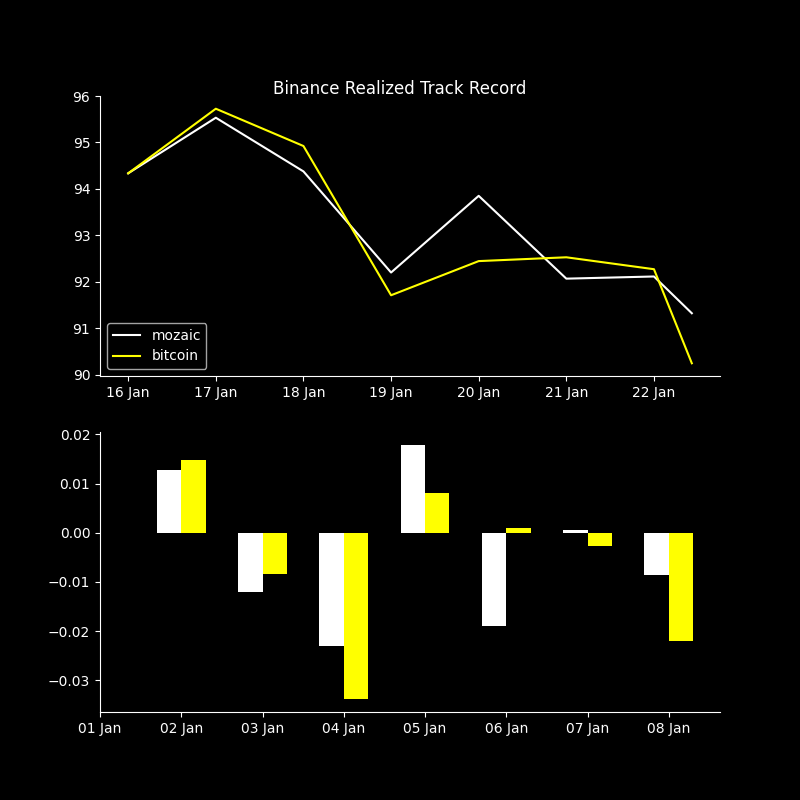 Binance Realized Track Record
96
95
94
93
92
91
90
mozaic
bitcoin
16 Jan 17 Jan 18 Jan 19 Jan 20 Jan 21 Jan 22 Jan
0.02
0.01
0.00
−0.01
−0.02
−0.03
01 Jan 02 Jan 03 Jan 04 Jan 05 Jan 06 Jan 07 Jan 08 Jan